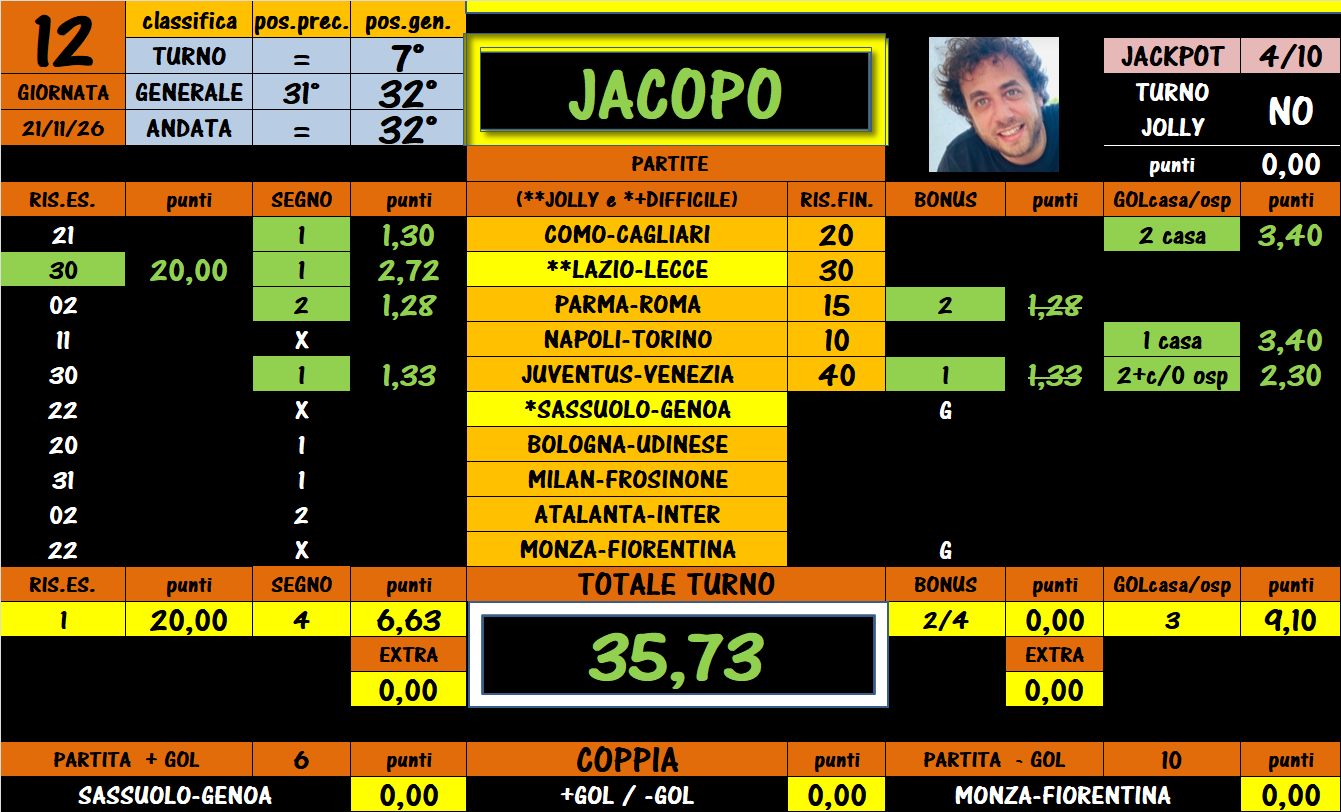 12 classifica pos.prec. pos.gen.
TURNO = 7° JACOPO JACKPOT 4/10
GIORNATA GENERALE 31° 32° TURNO JOLLY NO
21/11/26 ANDATA = 32°
PARTITE punti 0,00
RIS.ES. punti SEGNO punti (**JOLLY e *+DIFFICILE) RIS.FIN. BONUS punti GOLcasa/osp punti
21 1 1,30 COMO-CAGLIARI 20 2 casa 3,40
30 20,00 1 2,72 **LAZIO-LECCE 30
02 2 1,28 PARMA-ROMA 15 2 1,28
11 X NAPOLI-TORINO 10 1 casa 3,40
30 1 1,33 JUVENTUS-VENEZIA 40 1 1,33 2+c/0 osp 2,30
22 X *SASSUOLO-GENOA G
20 1 BOLOGNA-UDINESE
31 1 MILAN-FROSINONE
02 2 ATALANTA-INTER
22 X MONZA-FIORENTINA G
RIS.ES. punti SEGNO punti TOTALE TURNO BONUS punti GOLcasa/osp punti
1 20,00 4 6,63 35,73 2/4 0,00 3 9,10
EXTRA EXTRA
0,00 0,00
PARTITA + GOL 6 punti COPPIA punti PARTITA - GOL 10 punti
SASSUOLO-GENOA 0,00 +GOL / -GOL 0,00 MONZA-FIORENTINA 0,00